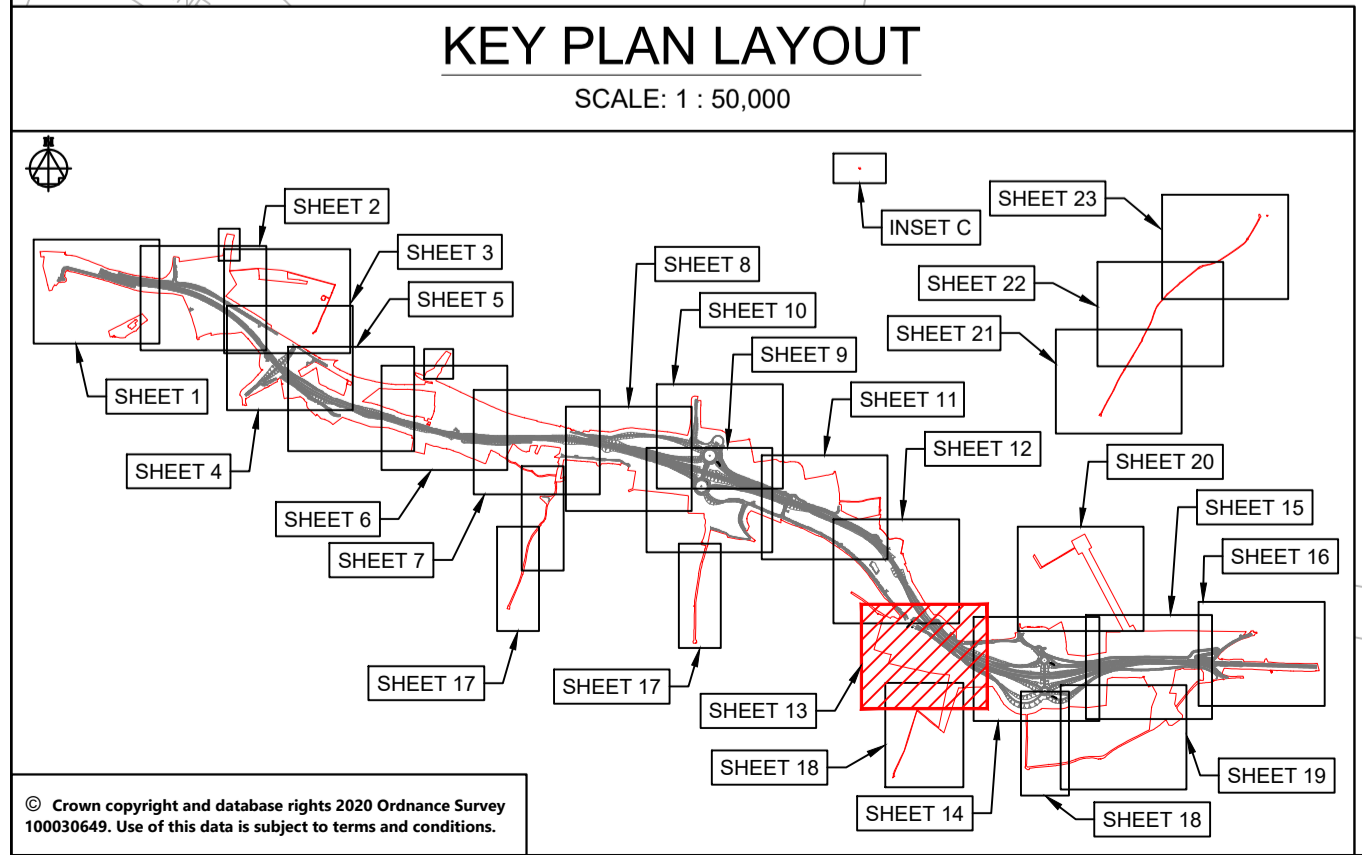 KEY PLAN LAYOUT
SCALE: 1 : 50,000
N
INSET C
SHEET 23
SHEET 2
SHEET 3
SHEET 8
SHEET 22
SHEET 5
SHEET 10
SHEET 21
SHEET 9
SHEET 1
SHEET 11
SHEET 12
SHEET 4
SHEET 20
SHEET 15
SHEET 6
SHEET 16
SHEET 7
SHEET 17
SHEET 17
SHEET 13
SHEET 18
SHEET 19
SHEET 14
SHEET 18
© Crown copyright and database rights 2020 Ordnance Survey
100030649. Use of this data is subject to terms and conditions.